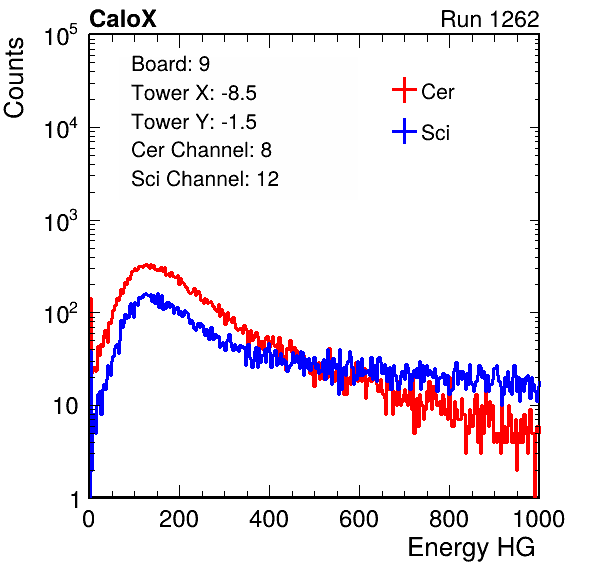 CaloX Run 1262
Counts
Board: 9
Tower X: -8.5
Tower Y: -1.5
Cer Channel: 8
Sci Channel: 12
Cer
Sci
10^5
10^4
10^3
10^2
10
1
0 200 400 600 800 1000
Energy HG